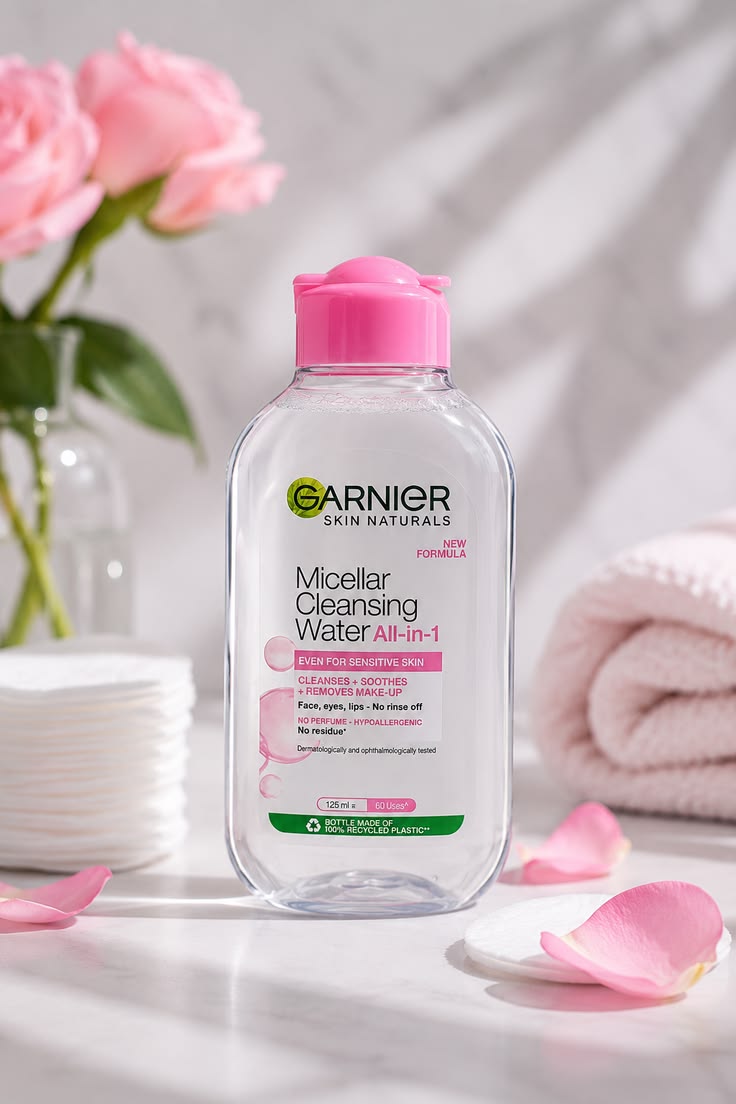 GARNIER
SKIN NATURALS
NEW
FORMULA
Micellar
Cleansing
Water All-in-1
EVEN FOR SENSITIVE SKIN
CLEANSES + SOOTHES
+ REMOVES MAKE-UP
Face, eyes, lips - No rinse off
NO PERFUME - HYPOALLERGENIC
No residue*
Dermatologically and ophthalmologically tested
125 ml ℮ 60 Uses^
BOTTLE MADE OF
100% RECYCLED PLASTIC**